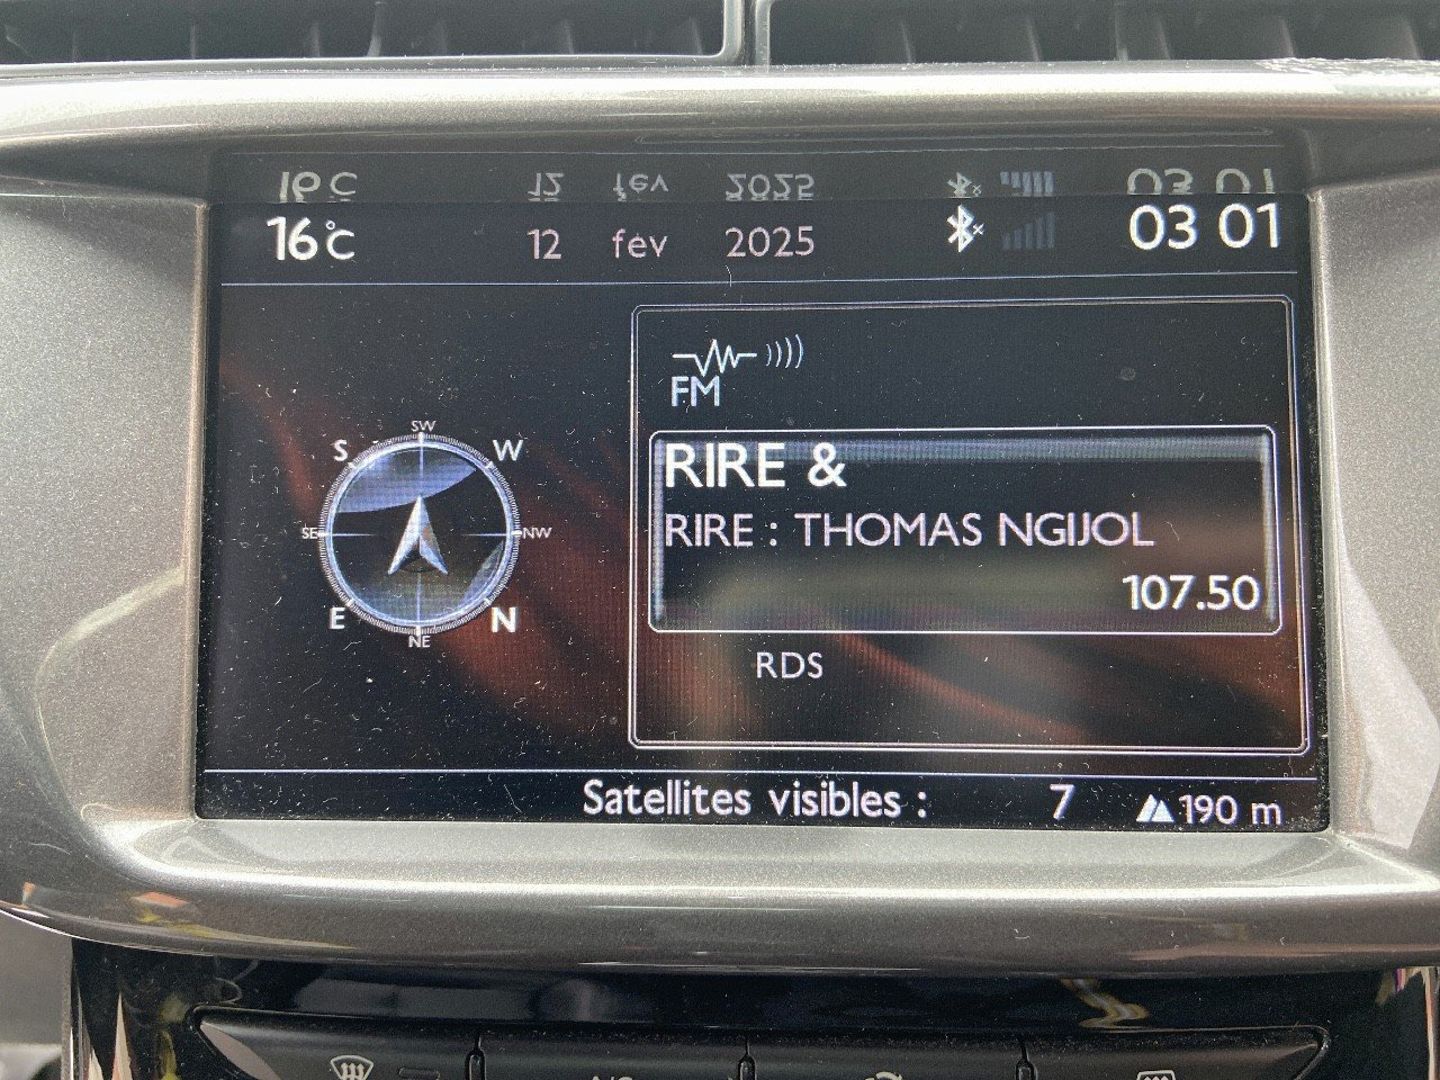 16°C 12 fév 2025 03 01
FM
RIRE &
RIRE : THOMAS NGIJOL
107.50
RDS
SW
S W
SE NW
E N
NE
Satellites visibles : 7 190 m